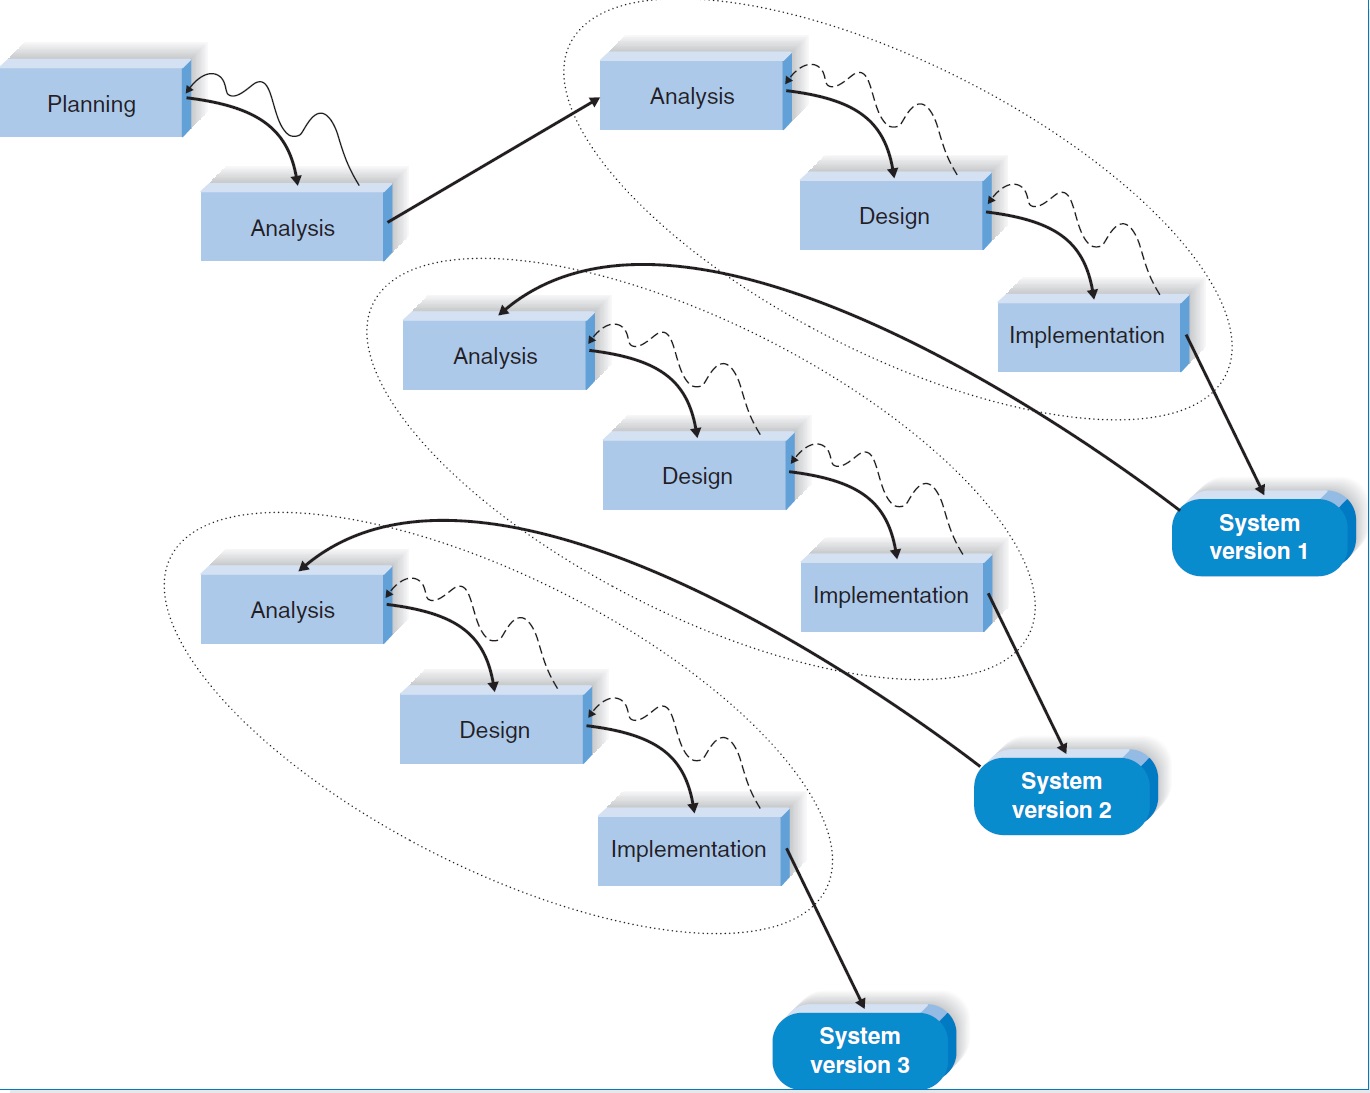 Planning
Analysis
Analysis
Design
Implementation
System
version 1
Analysis
Design
Implementation
System
version 2
Analysis
Design
Implementation
System
version 3